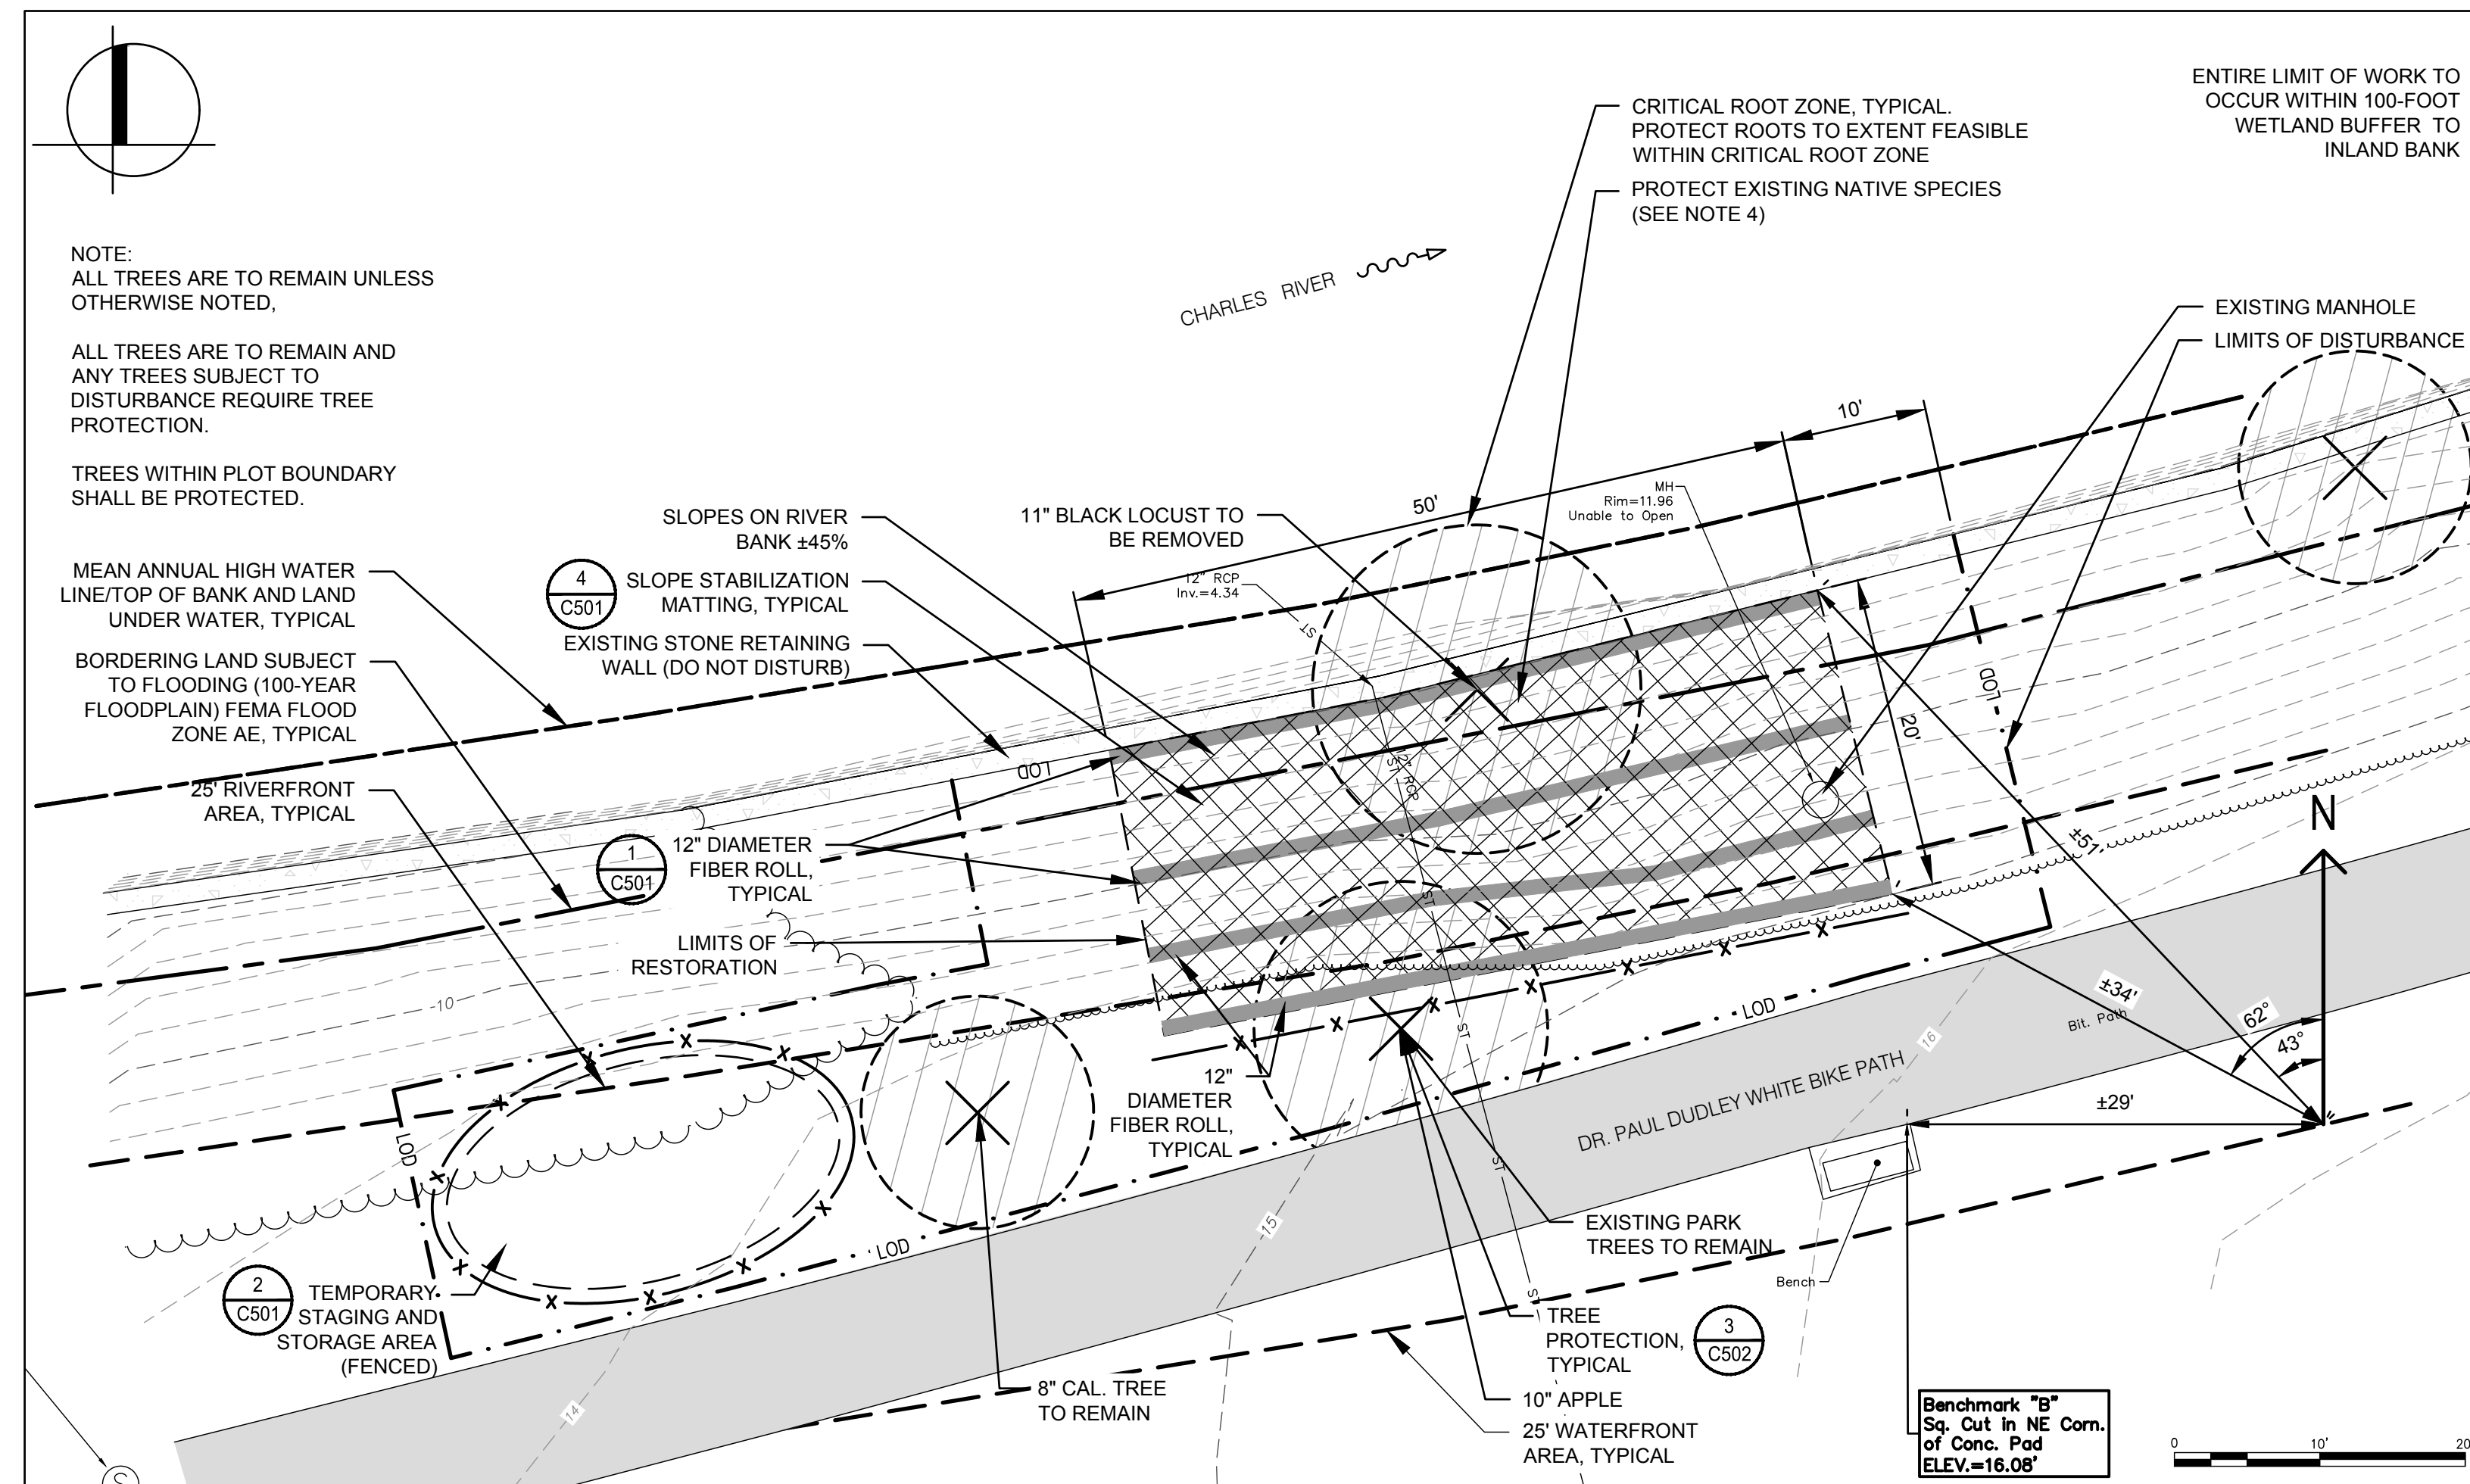 ENTIRE LIMIT OF WORK TO
OCCUR WITHIN 100-FOOT
WETLAND BUFFER TO
INLAND BANK
CRITICAL ROOT ZONE, TYPICAL.
PROTECT ROOTS TO EXTENT FEASIBLE
WITHIN CRITICAL ROOT ZONE
PROTECT EXISTING NATIVE SPECIES
(SEE NOTE 4)
CHARLES RIVER
NOTE:
ALL TREES ARE TO REMAIN UNLESS
OTHERWISE NOTED,
ALL TREES ARE TO REMAIN AND
ANY TREES SUBJECT TO
DISTURBANCE REQUIRE TREE
PROTECTION.
TREES WITHIN PLOT BOUNDARY
SHALL BE PROTECTED.
EXISTING MANHOLE
LIMITS OF DISTURBANCE
10'
50'
MH
Rim=11.96
Unable to Open
11" BLACK LOCUST TO
BE REMOVED
SLOPES ON RIVER
BANK ±45%
4
C501
SLOPE STABILIZATION
MATTING, TYPICAL
EXISTING STONE RETAINING
WALL (DO NOT DISTURB)
12" RCP
Inv.=4.34
ST
MEAN ANNUAL HIGH WATER
LINE/TOP OF BANK AND LAND
UNDER WATER, TYPICAL
BORDERING LAND SUBJECT
TO FLOODING (100-YEAR
FLOODPLAIN) FEMA FLOOD
ZONE AE, TYPICAL
25' RIVERFRONT
AREA, TYPICAL
LOD
LOD
20'
12" RCP
ST
1
C501
12" DIAMETER
FIBER ROLL,
TYPICAL
LIMITS OF
RESTORATION
N
±51'
ST
-10
±34'
Bit. Path
62°
43°
±29'
16
LOD
ST
12"
DIAMETER
FIBER ROLL,
TYPICAL
DR. PAUL DUDLEY WHITE BIKE PATH
LOD
LOD
ST
15
EXISTING PARK
TREES TO REMAIN
Bench
2
C501
TEMPORARY
STAGING AND
STORAGE AREA
(FENCED)
ST
TREE
PROTECTION,
TYPICAL
3
C502
8" CAL. TREE
TO REMAIN
10" APPLE
25' WATERFRONT
AREA, TYPICAL
14
Benchmark "B"
Sq. Cut in NE Corn.
of Conc. Pad
ELEV.=16.08'
0 10' 20
S